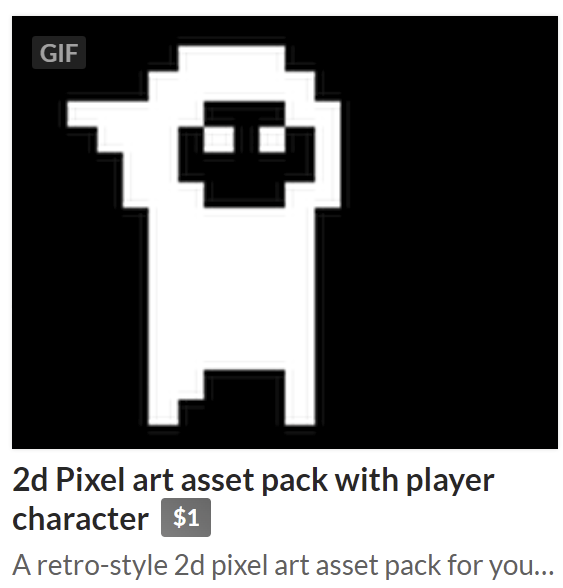 GIF
2d Pixel art asset pack with player
character $1
A retro-style 2d pixel art asset pack for you...